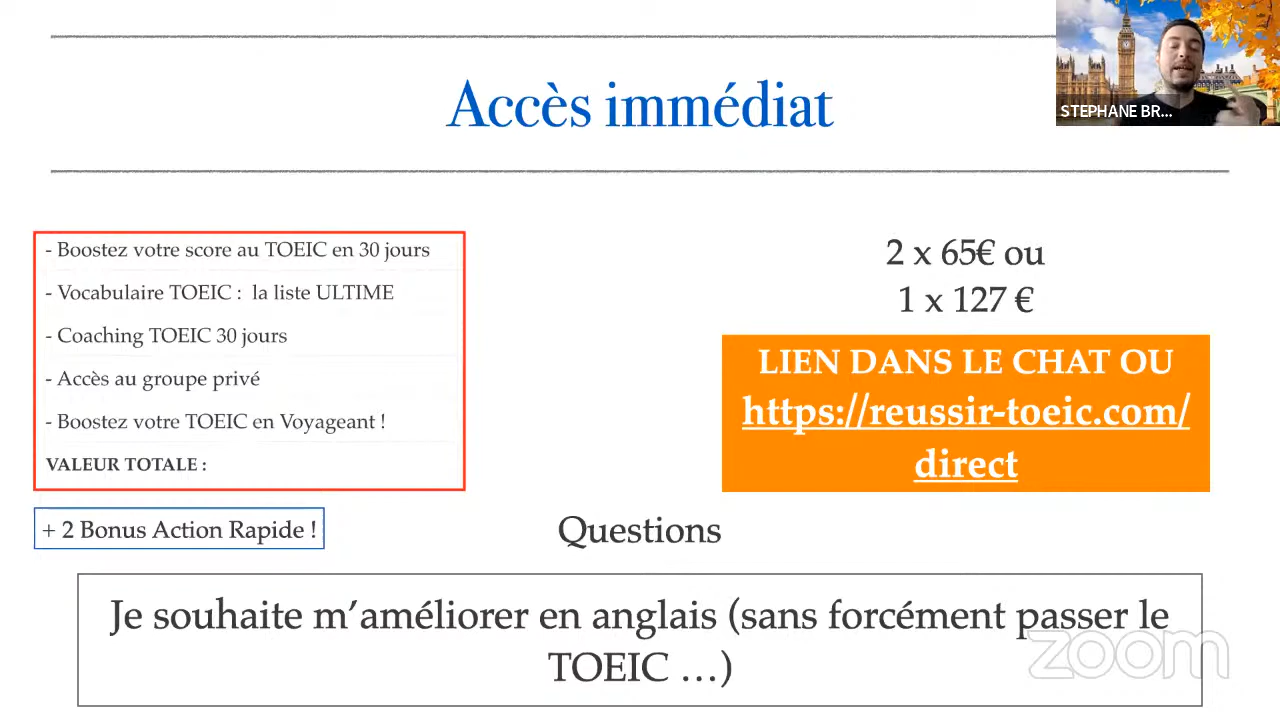 Accès immédiat
STEPHANE BR...
- Boostez votre score au TOEIC en 30 jours
- Vocabulaire TOEIC : la liste ULTIME
- Coaching TOEIC 30 jours
- Accès au groupe privé
- Boostez votre TOEIC en Voyageant !
VALEUR TOTALE :
+ 2 Bonus Action Rapide !
2 x 65€ ou
1 x 127 €
LIEN DANS LE CHAT OU
https://reussir-toeic.com/
direct
Questions
Je souhaite m’améliorer en anglais (sans forcément passer le
TOEIC …)
zoom